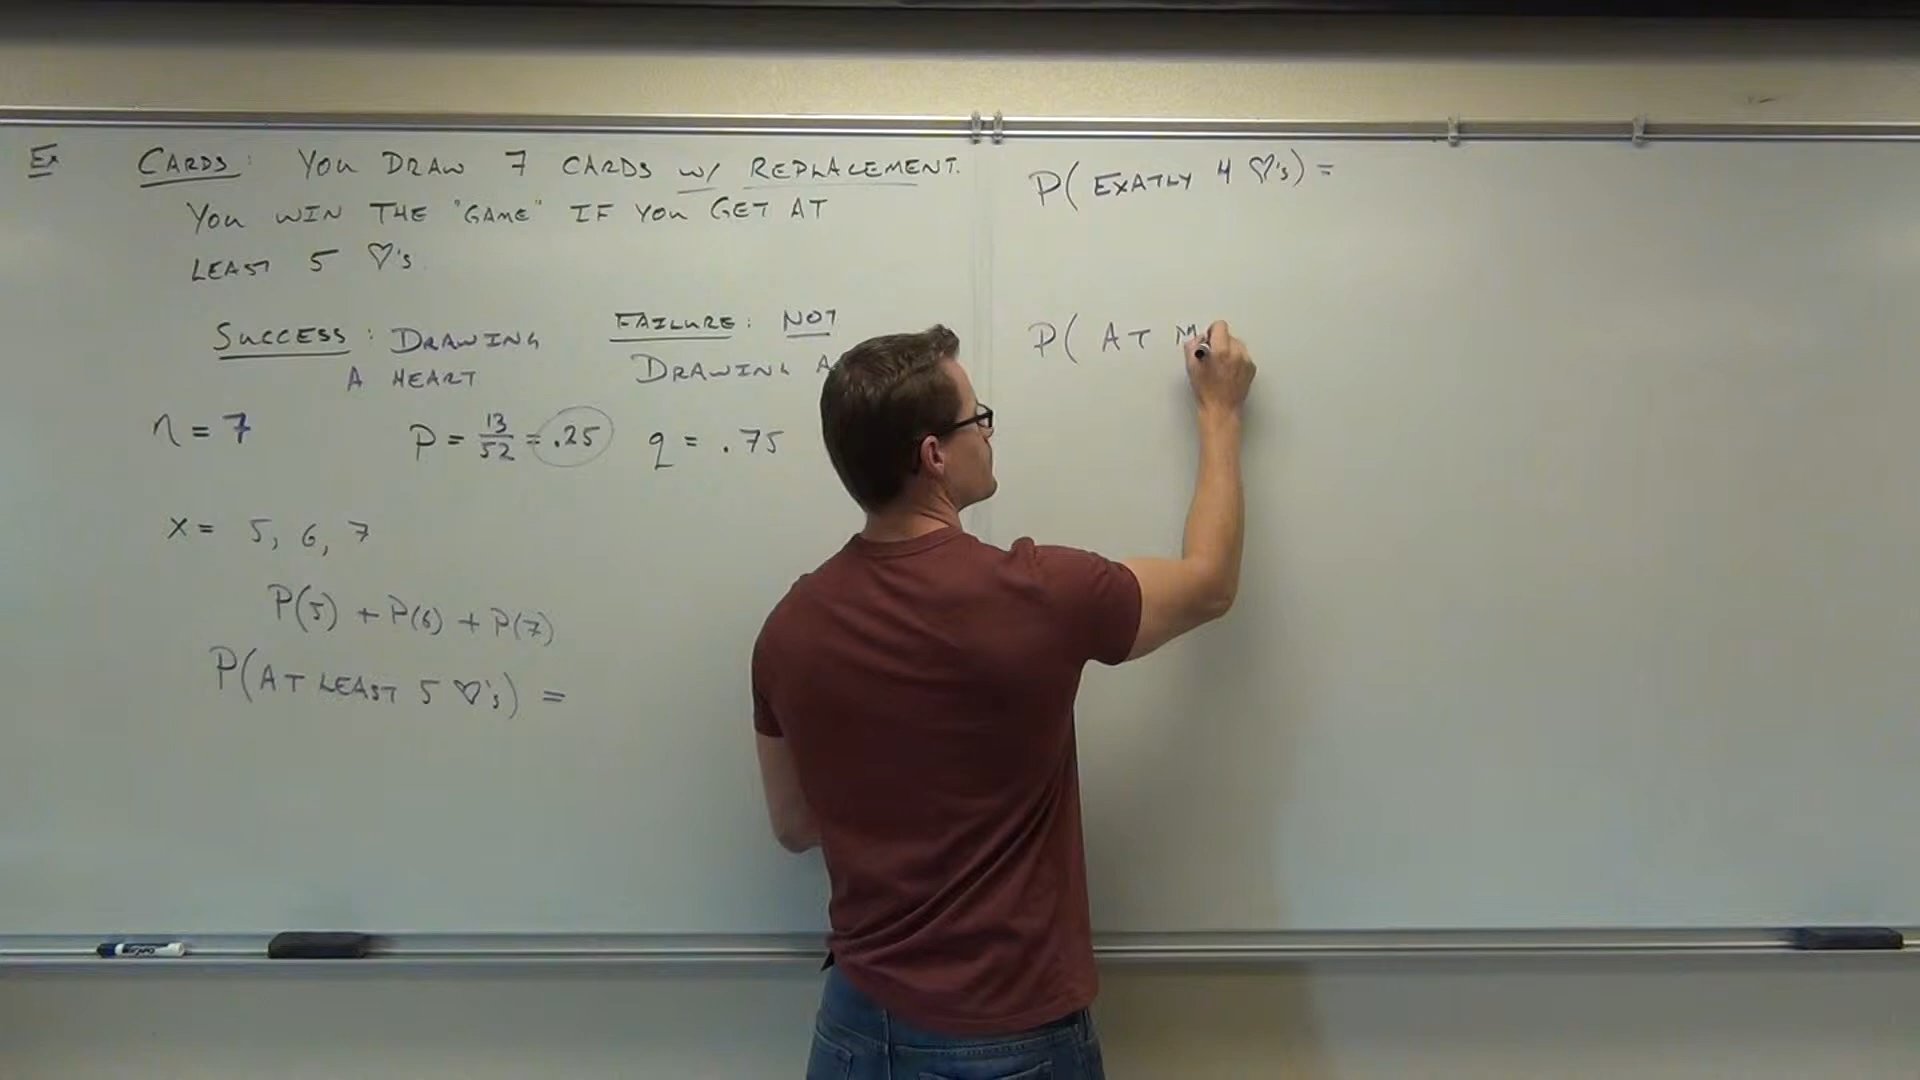 Ex CARDS: YOU DRAW 7 CARDS W/ REPLACEMENT.
YOU WIN THE "GAME" IF YOU GET AT
LEAST 5 ♡'s
SUCCESS: DRAWING
A HEART
FAILURE: NOT
DRAWING A
n = 7
P = 13/52 = .25
q = .75
x = 5, 6, 7
P(5) + P(6) + P(7)
P(AT LEAST 5 ♡'s) =
P(EXATLY 4 ♡'s) =
P( AT M